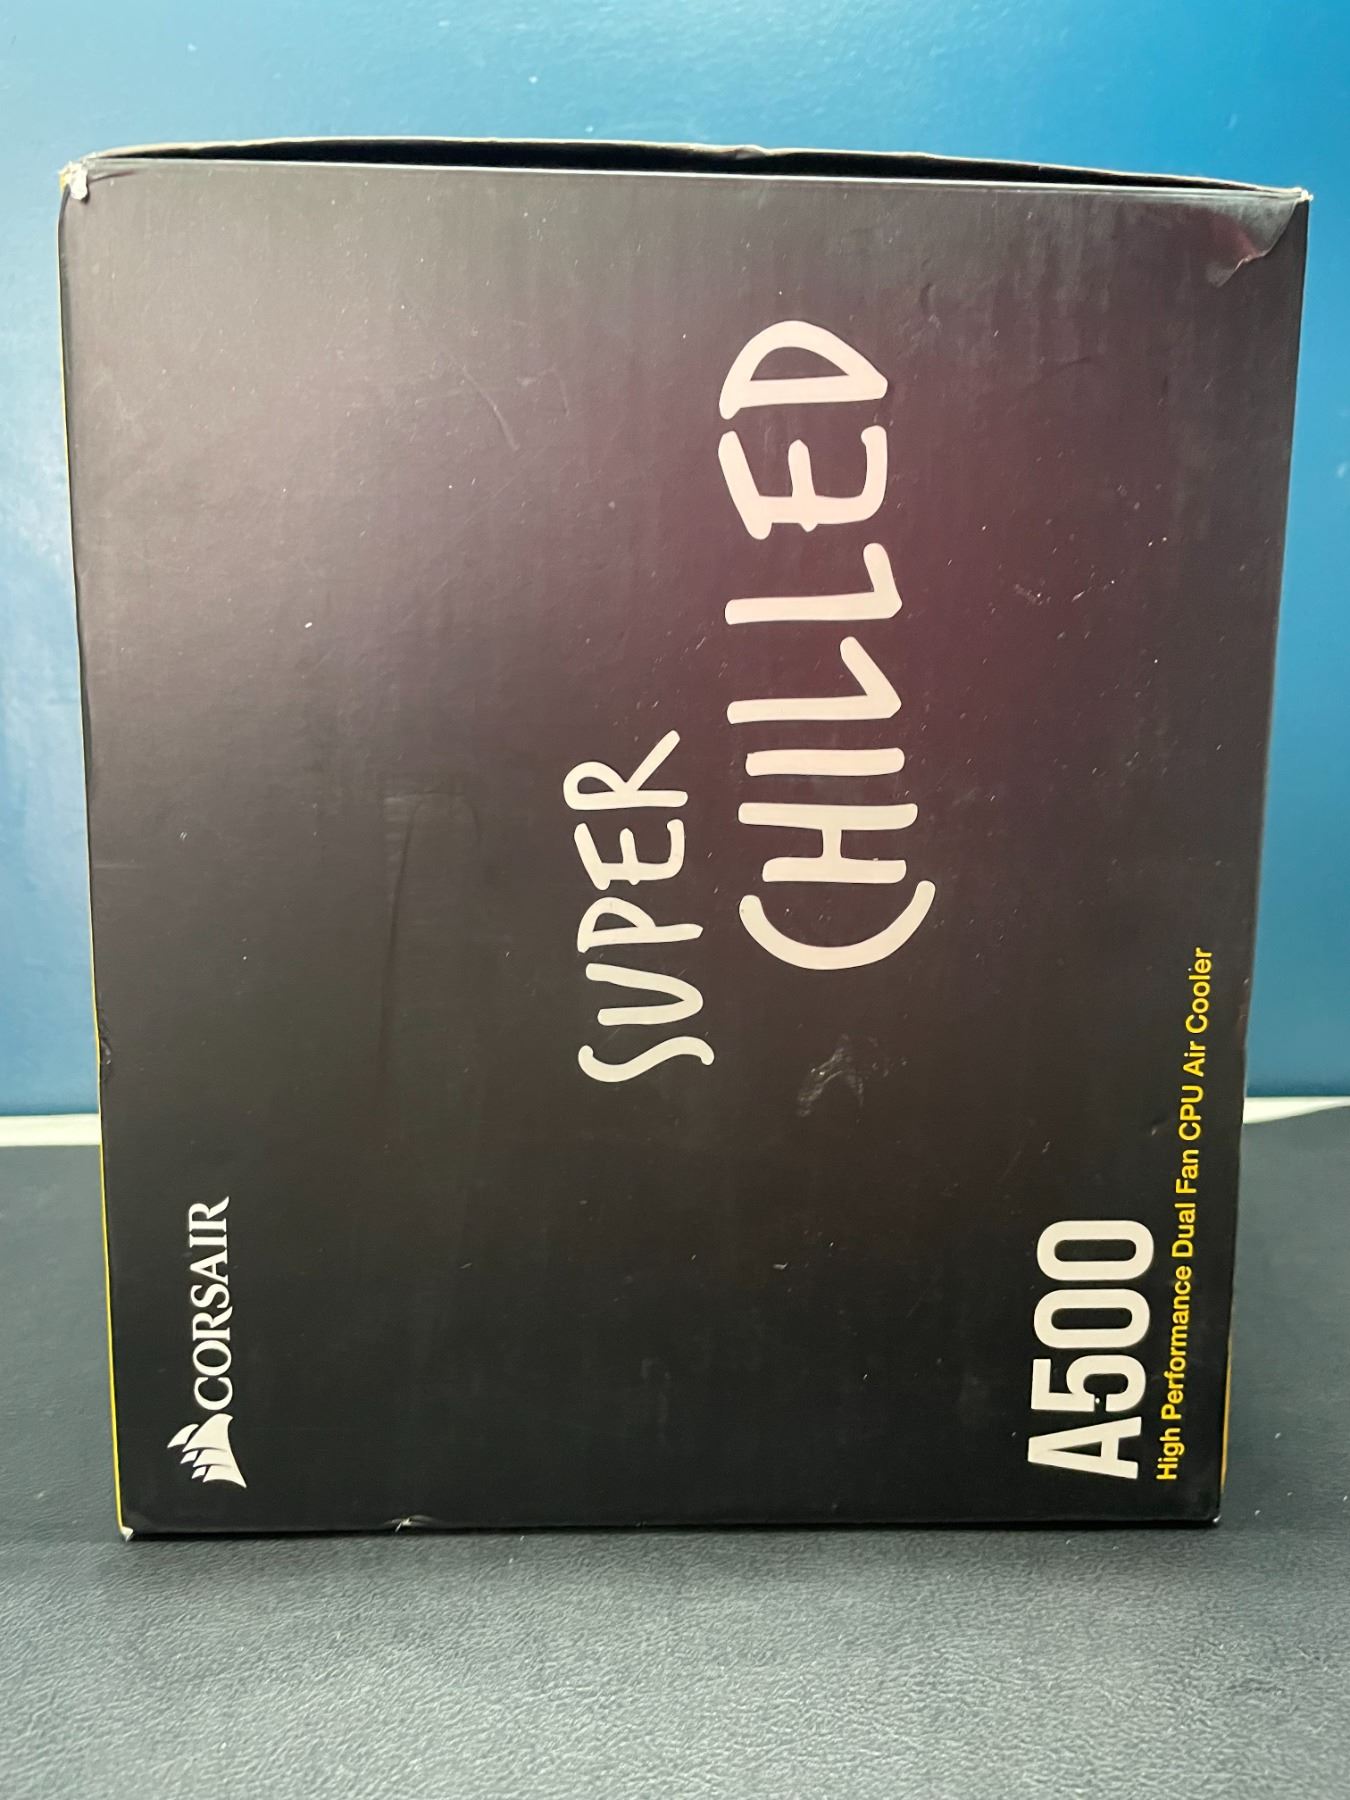 CORSAIR
SUPER
CHILLED
A500
High Performance Dual Fan CPU Air Cooler